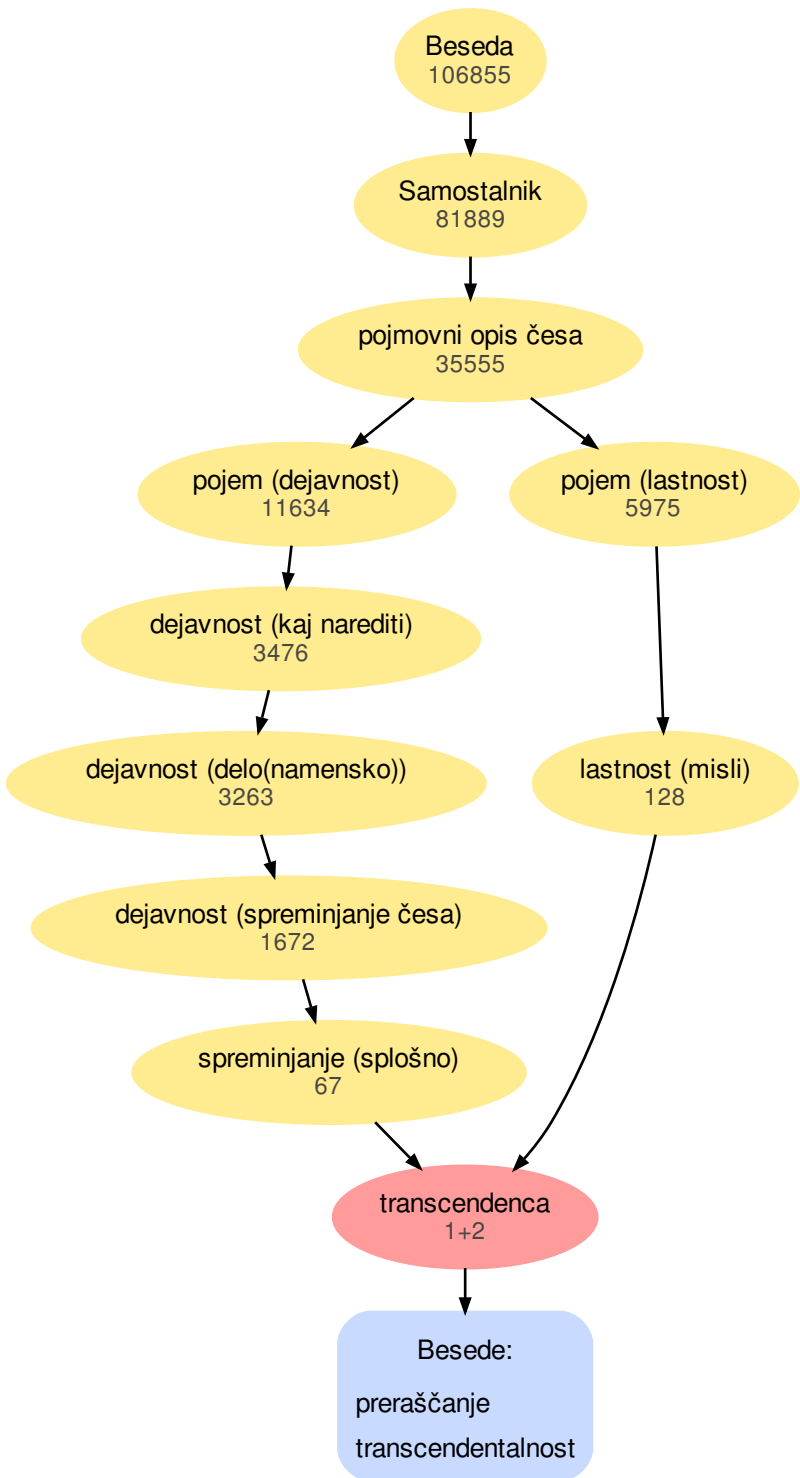 Beseda
106855
Samostalnik
81889
pojmovni opis česa
35555
pojem (dejavnost)
11634
pojem (lastnost)
5975
dejavnost (kaj narediti)
3476
dejavnost (delo(namensko))
3263
lastnost (misli)
128
dejavnost (spreminjanje česa)
1672
spreminjanje (splošno)
67
transcendenca
1+2
Besede:
preraščanje
transcendentalnost